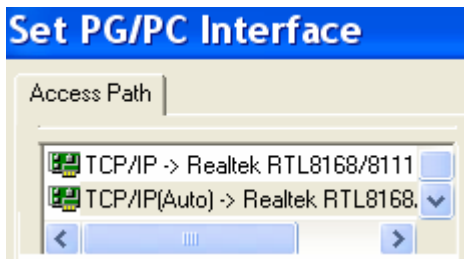 Set PG/PC Interface
Access Path
TCP/IP -> Realtek RTL8168/8111
TCP/IP(Auto) -> Realtek RTL8168.